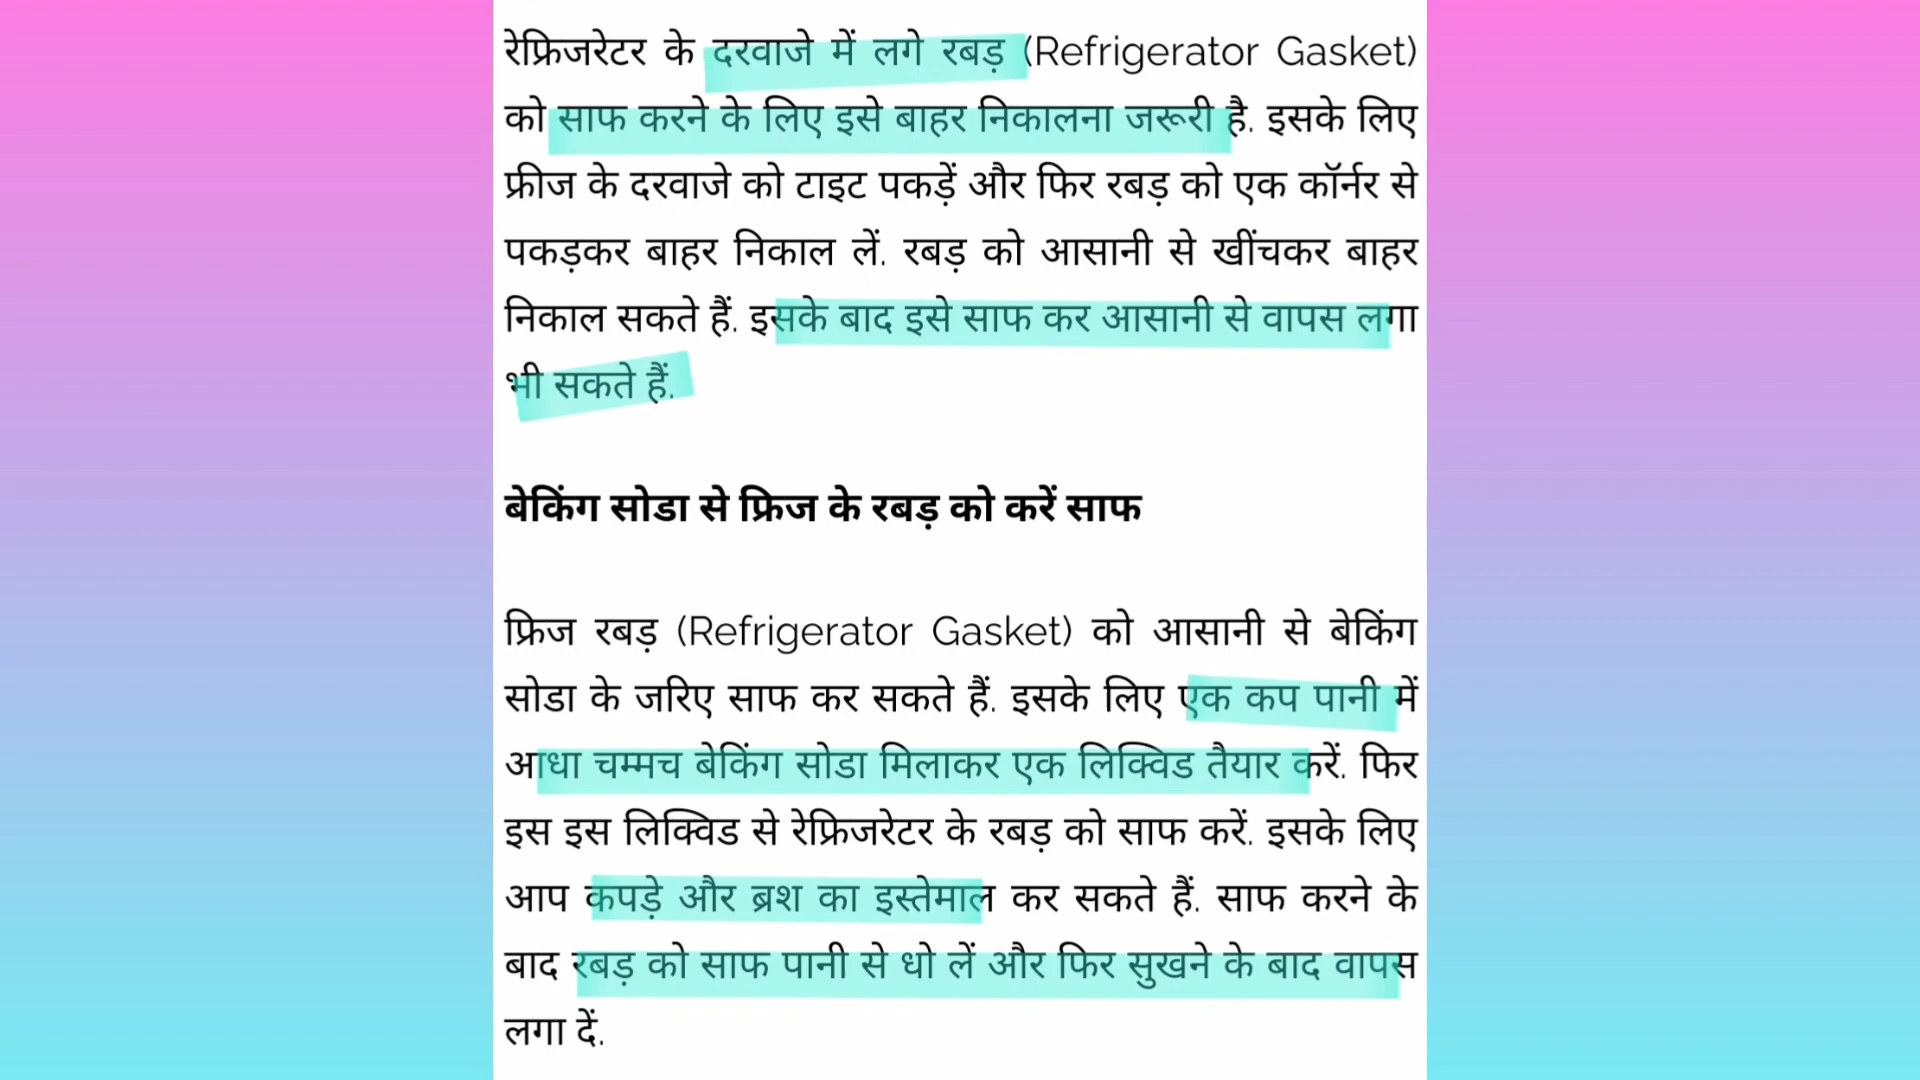 रेफ्रिजरेटर के दरवाजे में लगे रबड़ (Refrigerator Gasket)
को साफ करने के लिए इसे बाहर निकालना जरूरी है. इसके लिए
फ्रीज के दरवाजे को टाइट पकड़ें और फिर रबड़ को एक कॉर्नर से
पकड़कर बाहर निकाल लें. रबड़ को आसानी से खींचकर बाहर
निकाल सकते हैं. इसके बाद इसे साफ कर आसानी से वापस लगा
भी सकते हैं.
बेकिंग सोडा से फ्रिज के रबड़ को करें साफ
फ्रिज रबड़ (Refrigerator Gasket) को आसानी से बेकिंग
सोडा के जरिए साफ कर सकते हैं. इसके लिए एक कप पानी में
आधा चम्मच बेकिंग सोडा मिलाकर एक लिक्विड तैयार करें. फिर
इस इस लिक्विड से रेफ्रिजरेटर के रबड़ को साफ करें. इसके लिए
आप कपड़े और ब्रश का इस्तेमाल कर सकते हैं. साफ करने के
बाद रबड़ को साफ पानी से धो लें और फिर सुखने के बाद वापस
लगा दें.